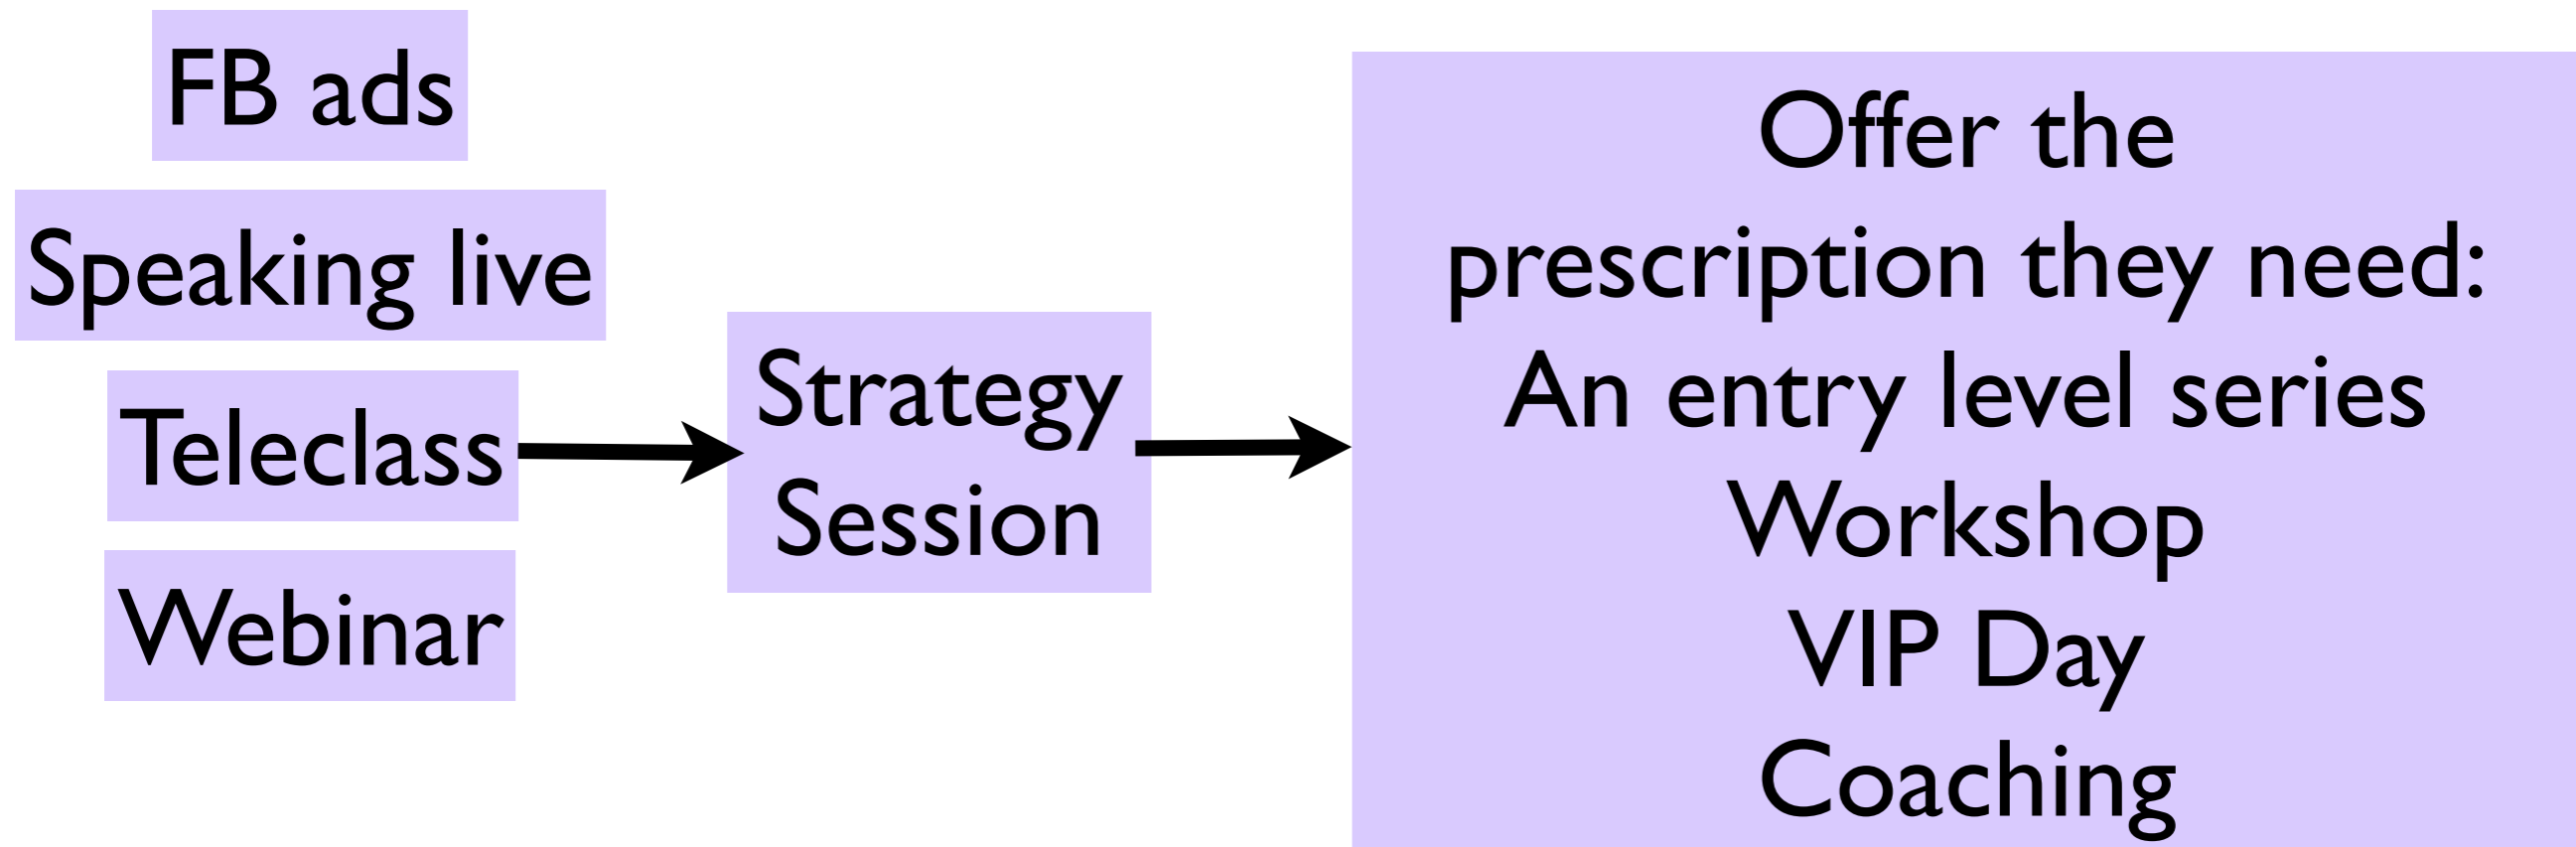 FB ads
Speaking live
Teleclass
Webinar
Strategy
Session
Offer the
prescription they need:
An entry level series
Workshop
VIP Day
Coaching